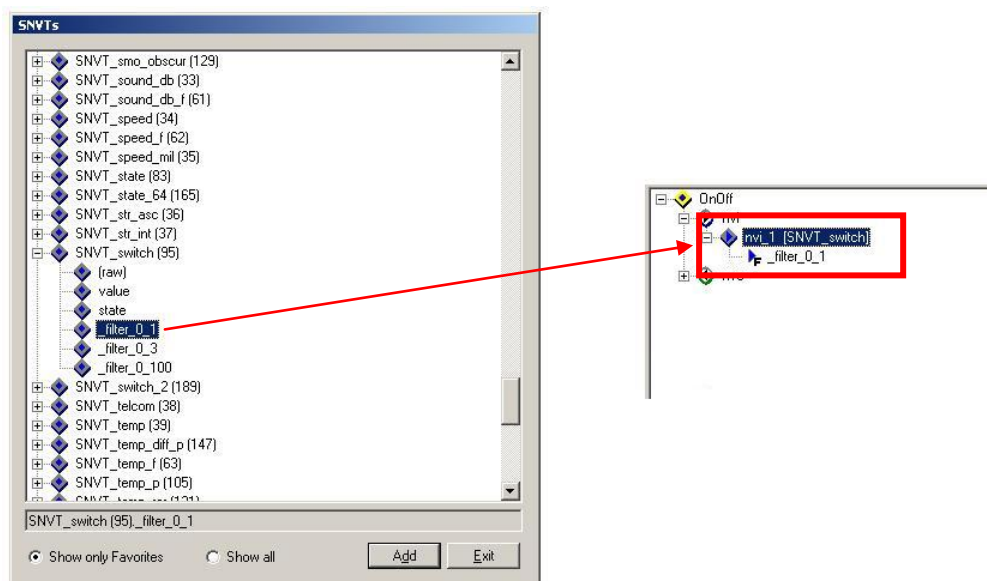 SNVTs
SNVT_smo_obscur (129)
SNVT_sound_db (33)
SNVT_sound_db_f (61)
SNVT_speed (34)
SNVT_speed_f (62)
SNVT_speed_mil (35)
SNVT_state (83)
SNVT_state_64 (165)
SNVT_str_asc (36)
SNVT_str_int (37)
SNVT_switch (95)
(raw)
value
state
_filter_0_1
_filter_0_3
_filter_0_100
SNVT_switch_2 (189)
SNVT_telcom (38)
SNVT_temp (39)
SNVT_temp_diff_p (147)
SNVT_temp_f (63)
SNVT_temp_p (105)
SNVT_switch (95)._filter_0_1
Show only Favorites
Show all
Add
Exit
OnOff
nvi
nvi_1 [SNVT_switch]
F _filter_0_1